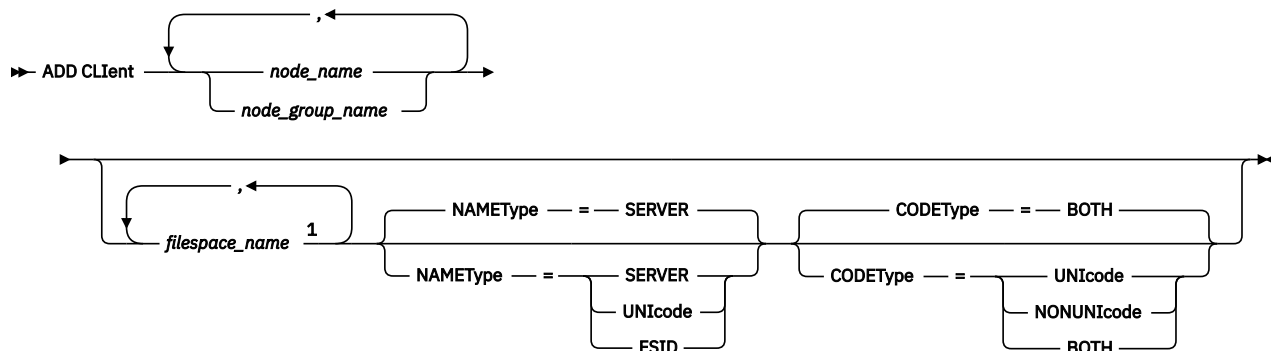 ,
ADD CLIent node_name
node_group_name
,
NAMEType = SERVER CODEType = BOTH
filespace_name 1
NAMEType = SERVER CODEType = UNIcode
UNIcode NONUNIcode
FSID BOTH